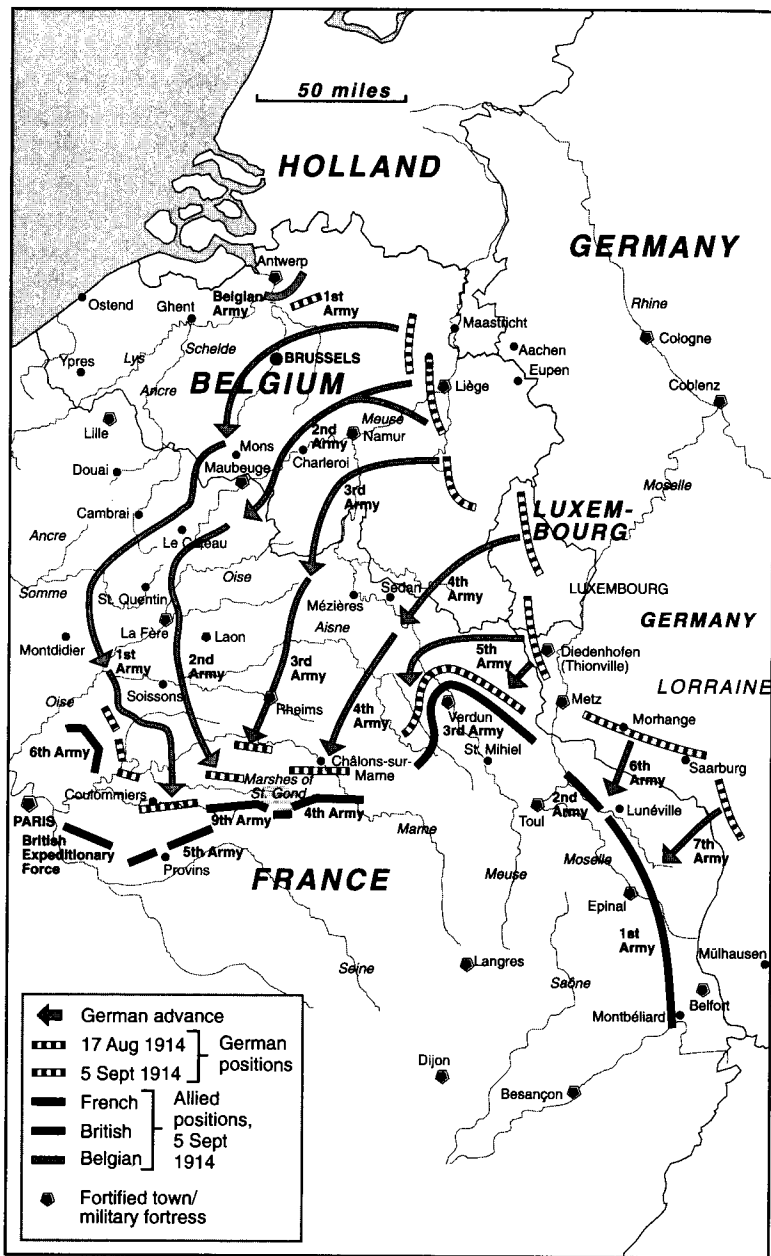 50 miles
HOLLAND
GERMANY
Antwerp
Rhine
Ostend
Ghent
Belgian
Army
1st
Army
Maastricht
Cologne
Lys
Schelde
BRUSSELS
Aachen
Ypres
BELGIUM
Liège
Eupen
Coblenz
Ancre
Lille
2nd
Army
Meuse
Namur
Mons
Charleroi
Maubeuge
Douai
3rd
Army
Moselle
Cambrai
LUXEM-
BOURG
Ancre
Le Cateau
Oise
Sedan
4th
Army
LUXEMBOURG
Somme
St. Quentin
Mézières
Aisne
GERMANY
Montdidier
La Fère
Laon
5th
Army
Diedenhofen
(Thionville)
1st
Army
2nd
Army
3rd
Army
Soissons
Oise
Rheims
4th
Army
Verdun
3rd
Army
Metz
LORRAINE
Morhange
St. Mihiel
6th Army
Châlons-sur-
Marne
6th
Army
Saarburg
Marshes of
St. Gond
Coulommiers
9th
Army
4th
Army
2nd
Army
Lunéville
PARIS
Toul
British
Expeditionary
Force
5th
Army
Provins
Marne
Moselle
7th
Army
FRANCE
Meuse
Epinal
1st
Army
Seine
Langres
Saône
Mülhausen
Belfort
Montbéliard
Dijon
Besançon
German advance
17 Aug 1914
5 Sept 1914
German
positions
French
British
Belgian
Allied
positions,
5 Sept
1914
Fortified town/
military fortress